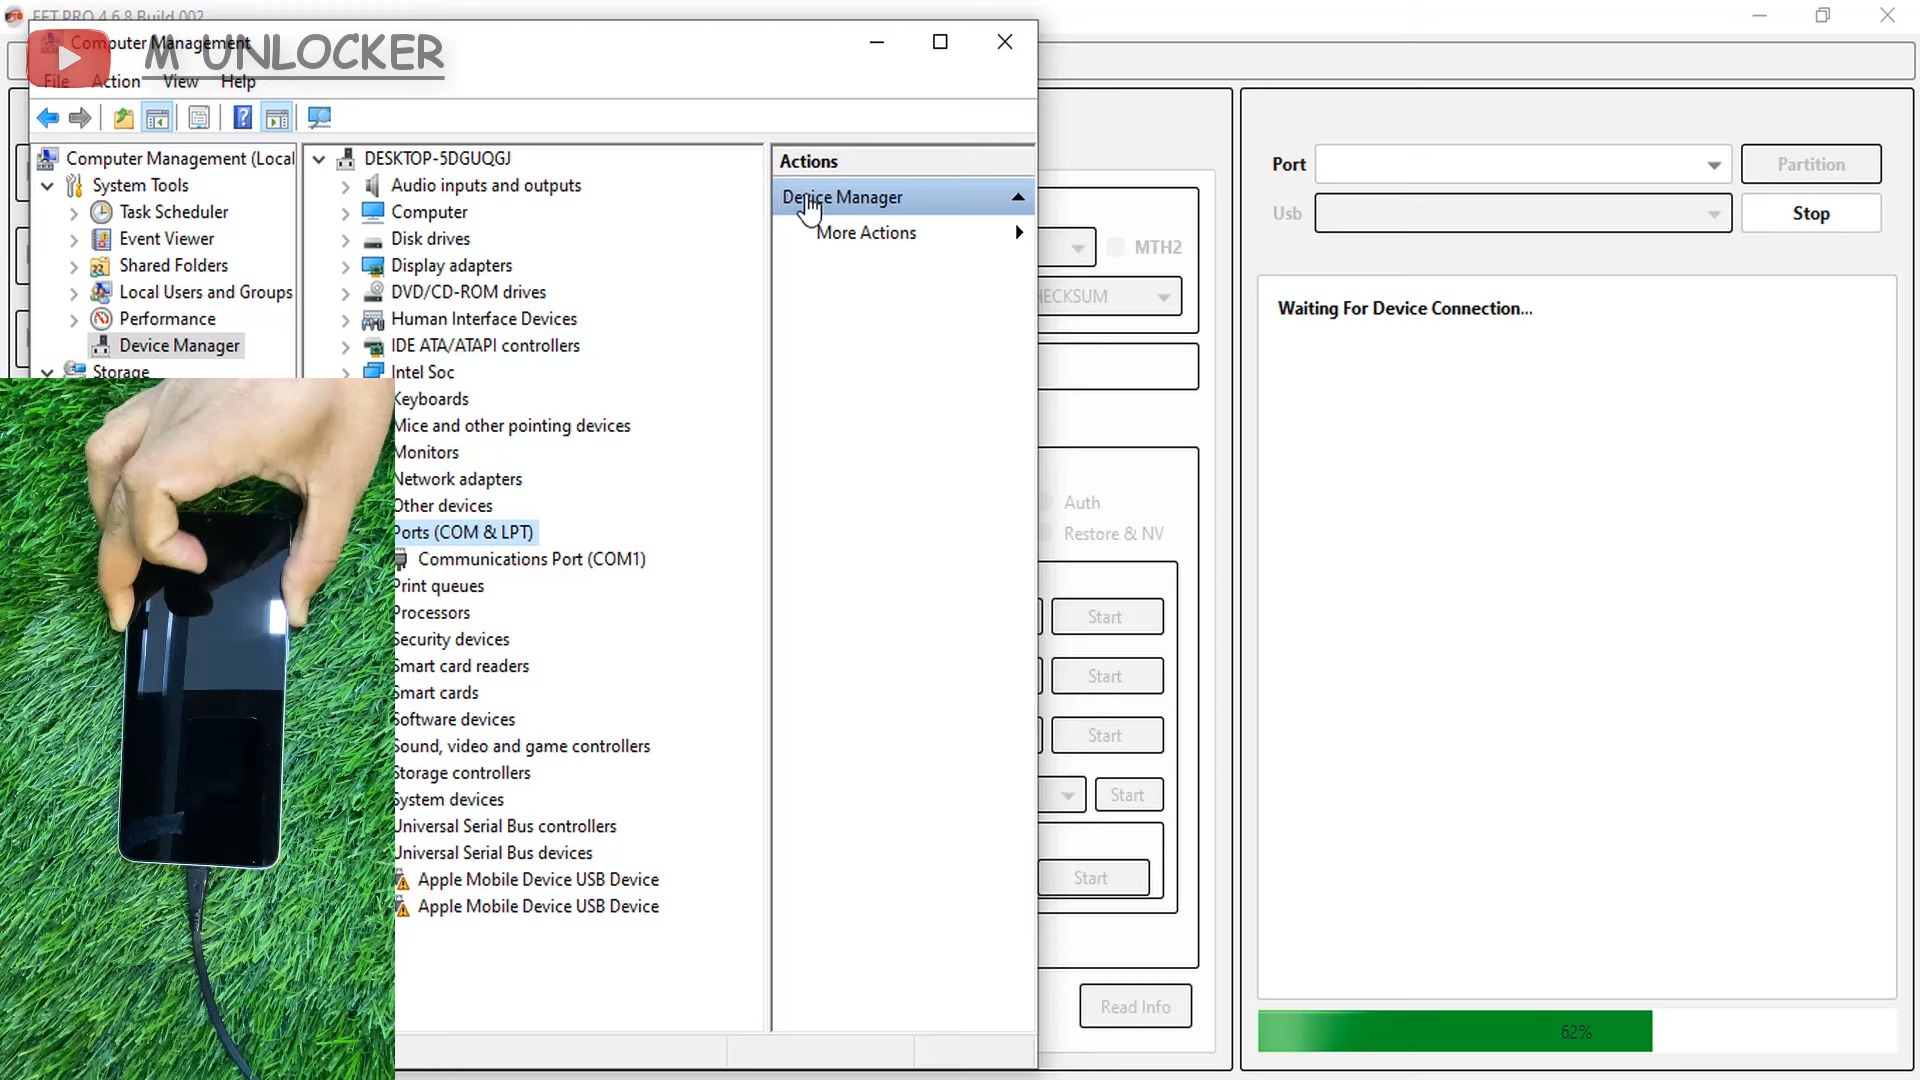 EFT PRO 4.6.8 Build 002
Computer Management
M UNLOCKER
File Action View Help
Computer Management (Local
System Tools
Task Scheduler
Event Viewer
Shared Folders
Local Users and Groups
Performance
Device Manager
Storage
DESKTOP-5DGUQGJ
Audio inputs and outputs
Computer
Disk drives
Display adapters
DVD/CD-ROM drives
Human Interface Devices
IDE ATA/ATAPI controllers
Intel Soc
Keyboards
Mice and other pointing devices
Monitors
Network adapters
Other devices
Ports (COM & LPT)
Communications Port (COM1)
Print queues
Processors
Security devices
Smart card readers
Smart cards
Software devices
Sound, video and game controllers
Storage controllers
System devices
Universal Serial Bus controllers
Universal Serial Bus devices
Apple Mobile Device USB Device
Apple Mobile Device USB Device
Actions
Device Manager
More Actions
MTH2
HECKSUM
Auth
Restore & NV
Start
Start
Start
Start
Start
Read Info
Port
Partition
Usb
Stop
Waiting For Device Connection...
62%